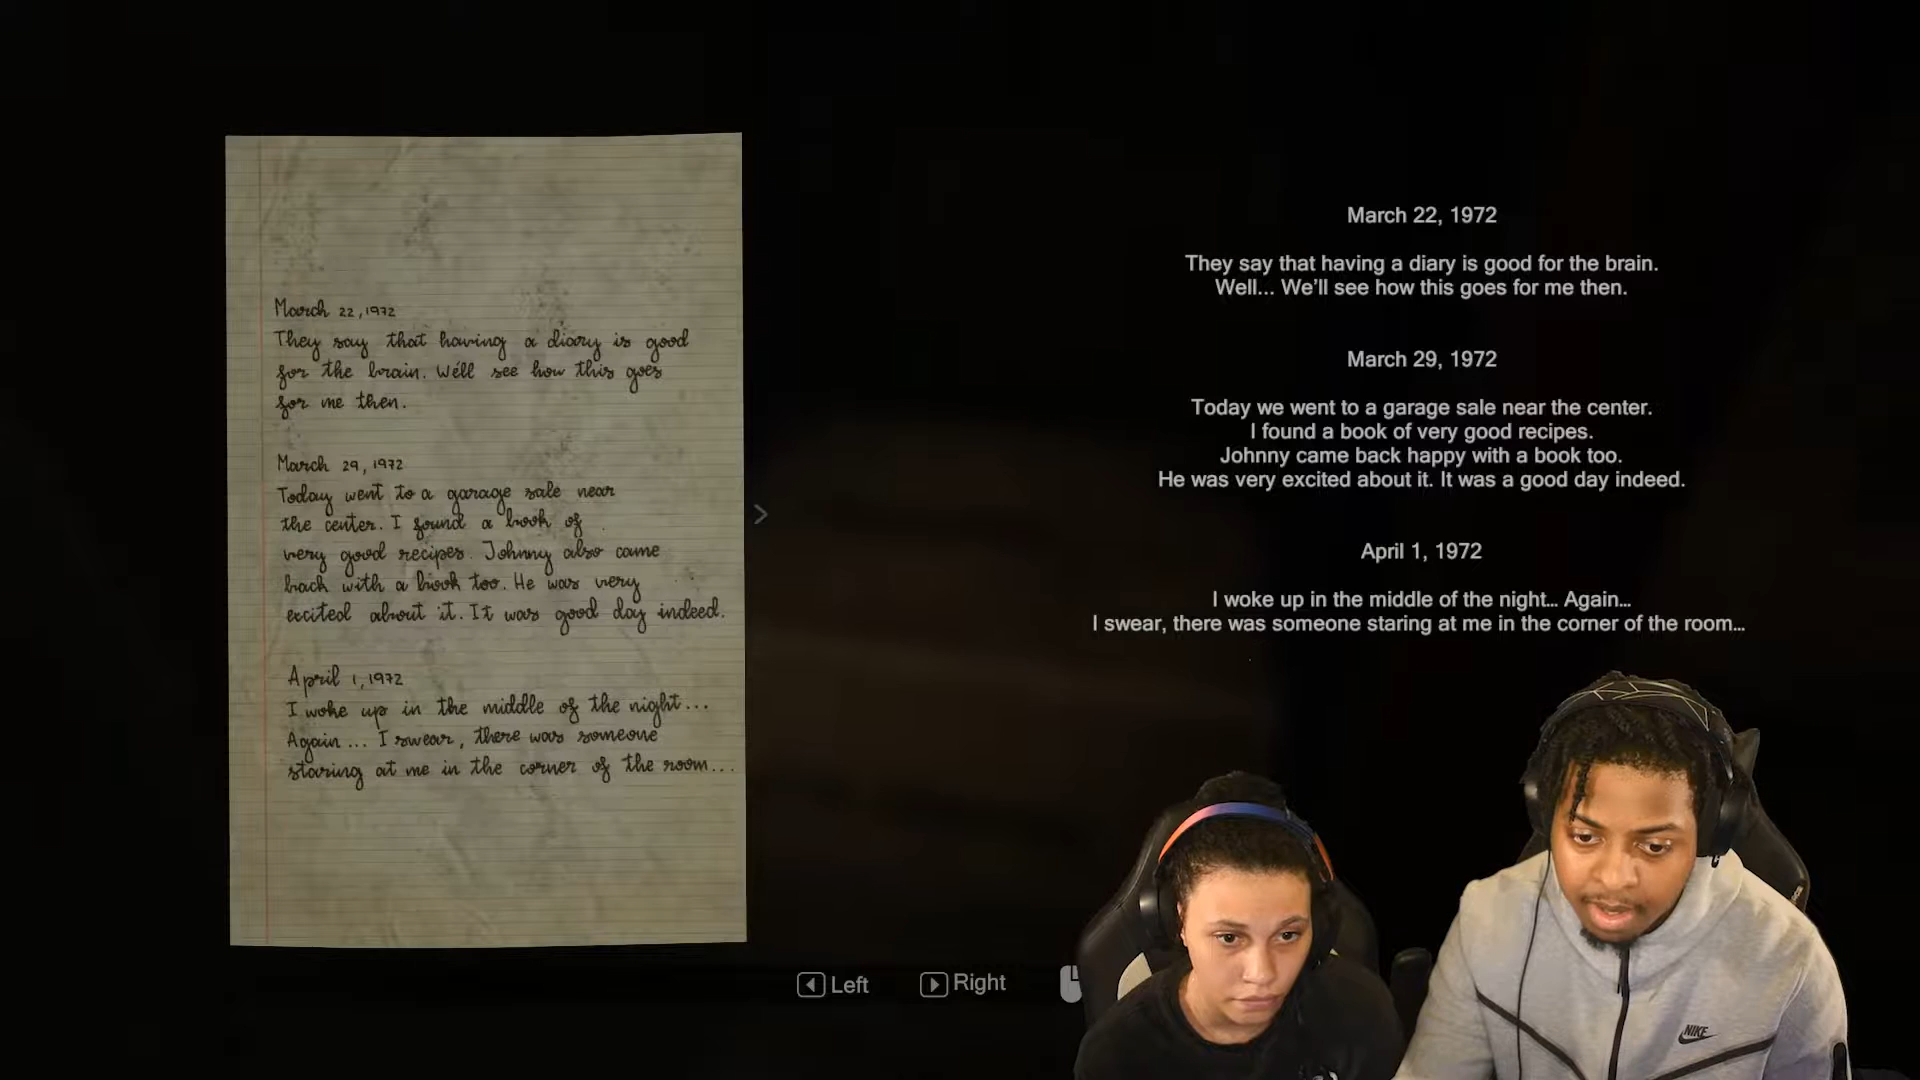 March 22, 1972
They say that having a diary is good
for the brain. We'll see how this goes
for me then.
March 29, 1972
Today went to a garage sale near
the center. I found a book of
very good recipes. Johnny also came
back with a book too. He was very
excited about it. It was good day indeed.
April 1, 1972
I woke up in the middle of the night...
Again... I swear, there was someone
staring at me in the corner of the room...
March 22, 1972
They say that having a diary is good for the brain.
Well... We'll see how this goes for me then.
March 29, 1972
Today we went to a garage sale near the center.
I found a book of very good recipes.
Johnny came back happy with a book too.
He was very excited about it. It was a good day indeed.
April 1, 1972
I woke up in the middle of the night... Again...
I swear, there was someone staring at me in the corner of the room...
Left
Right
NIKE